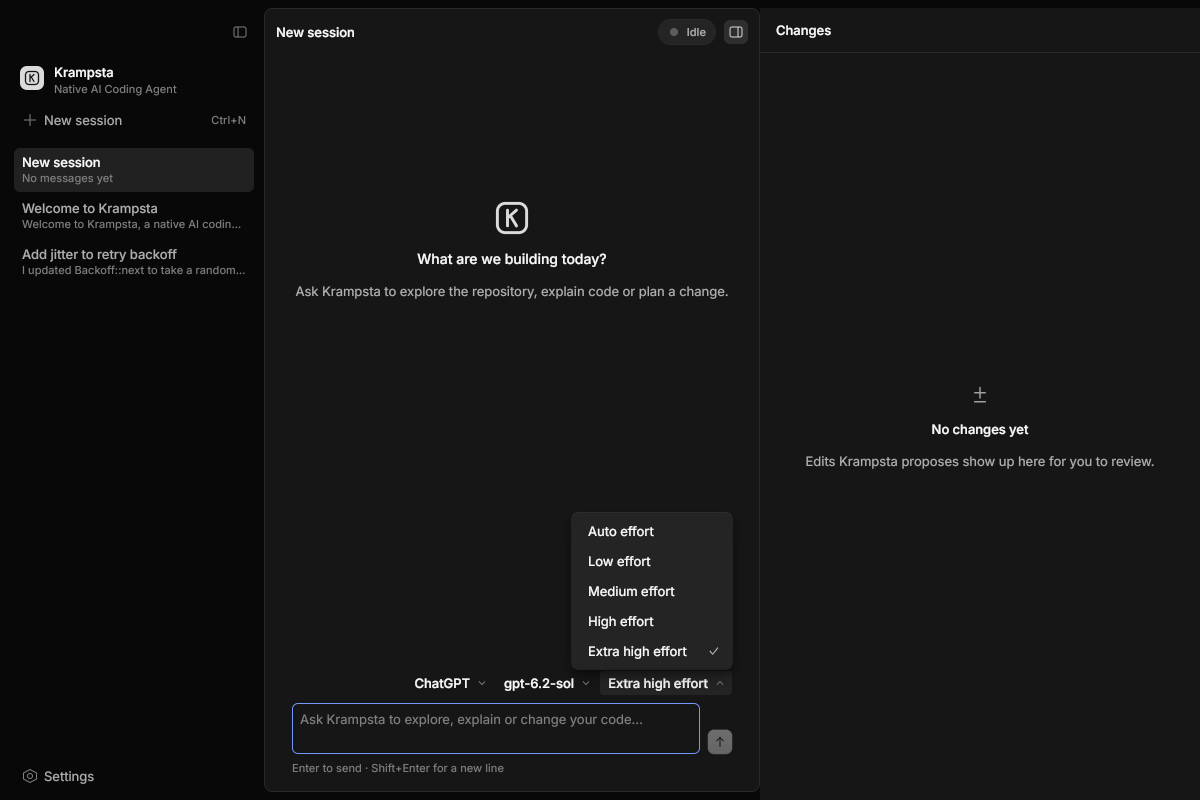 Krampsta
Native AI Coding Agent
New session
Ctrl+N
New session
No messages yet
Welcome to Krampsta
Welcome to Krampsta, a native AI codin...
Add jitter to retry backoff
I updated Backoff::next to take a random...
Settings
New session
Idle
K
What are we building today?
Ask Krampsta to explore the repository, explain code or plan a change.
Auto effort
Low effort
Medium effort
High effort
Extra high effort
ChatGPT
gpt-6.2-sol
Extra high effort
Ask Krampsta to explore, explain or change your code...
Enter to send · Shift+Enter for a new line
Changes
No changes yet
Edits Krampsta proposes show up here for you to review.